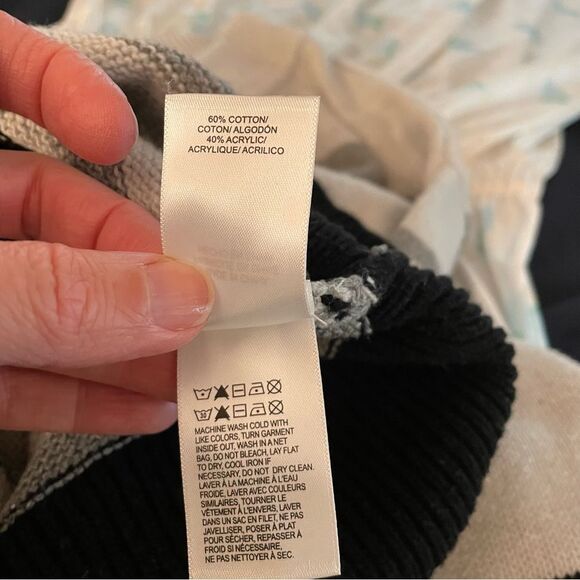 60% COTTON/
COTON/ ALGODÓN
40% ACRYLIC/
ACRYLIQUE/ ACRILICO
30
MACHINE WASH COLD WITH
LIKE COLORS, TURN GARMENT
INSIDE OUT, WASH IN A NET
BAG, DO NOT BLEACH, LAY FLAT
TO DRY, COOL IRON IF
NECESSARY, DO NOT DRY CLEAN.
LAVER À LA MACHINE À L'EAU
FROIDE, LAVER AVEC COULEURS
SIMILAIRES, TOURNER LE
VÊTEMENT À L'ENVERS, LAVER
DANS UN SAC EN FILET, NE PAS
JAVELLISER, POSER À PLAT
POUR SÉCHER, REPASSER À
FROID SI NÉCESSAIRE,
NE PAS NETTOYER À SEC.